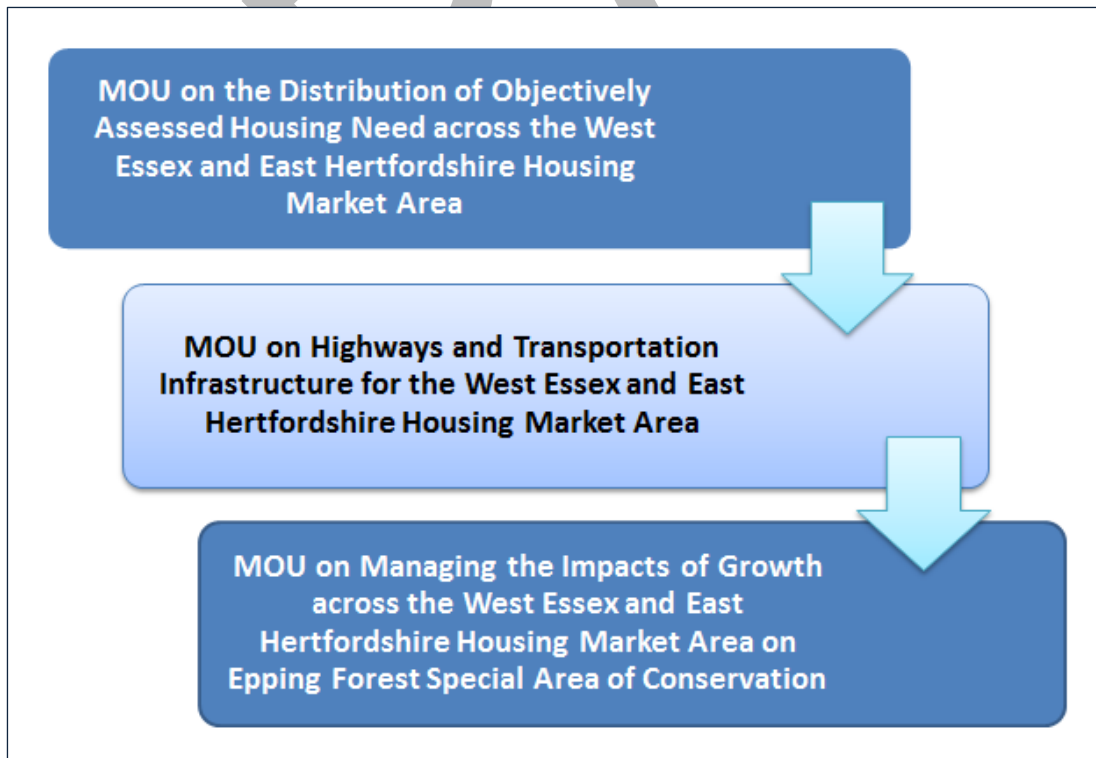 MOU on the Distribution of Objectively
Assessed Housing Need across the West
Essex and East Hertfordshire Housing
Market Area
MOU on Highways and Transportation
Infrastructure for the West Essex and East
Hertfordshire Housing Market Area
MOU on Managing the Impacts of Growth
across the West Essex and East
Hertfordshire Housing Market Area on
Epping Forest Special Area of Conservation